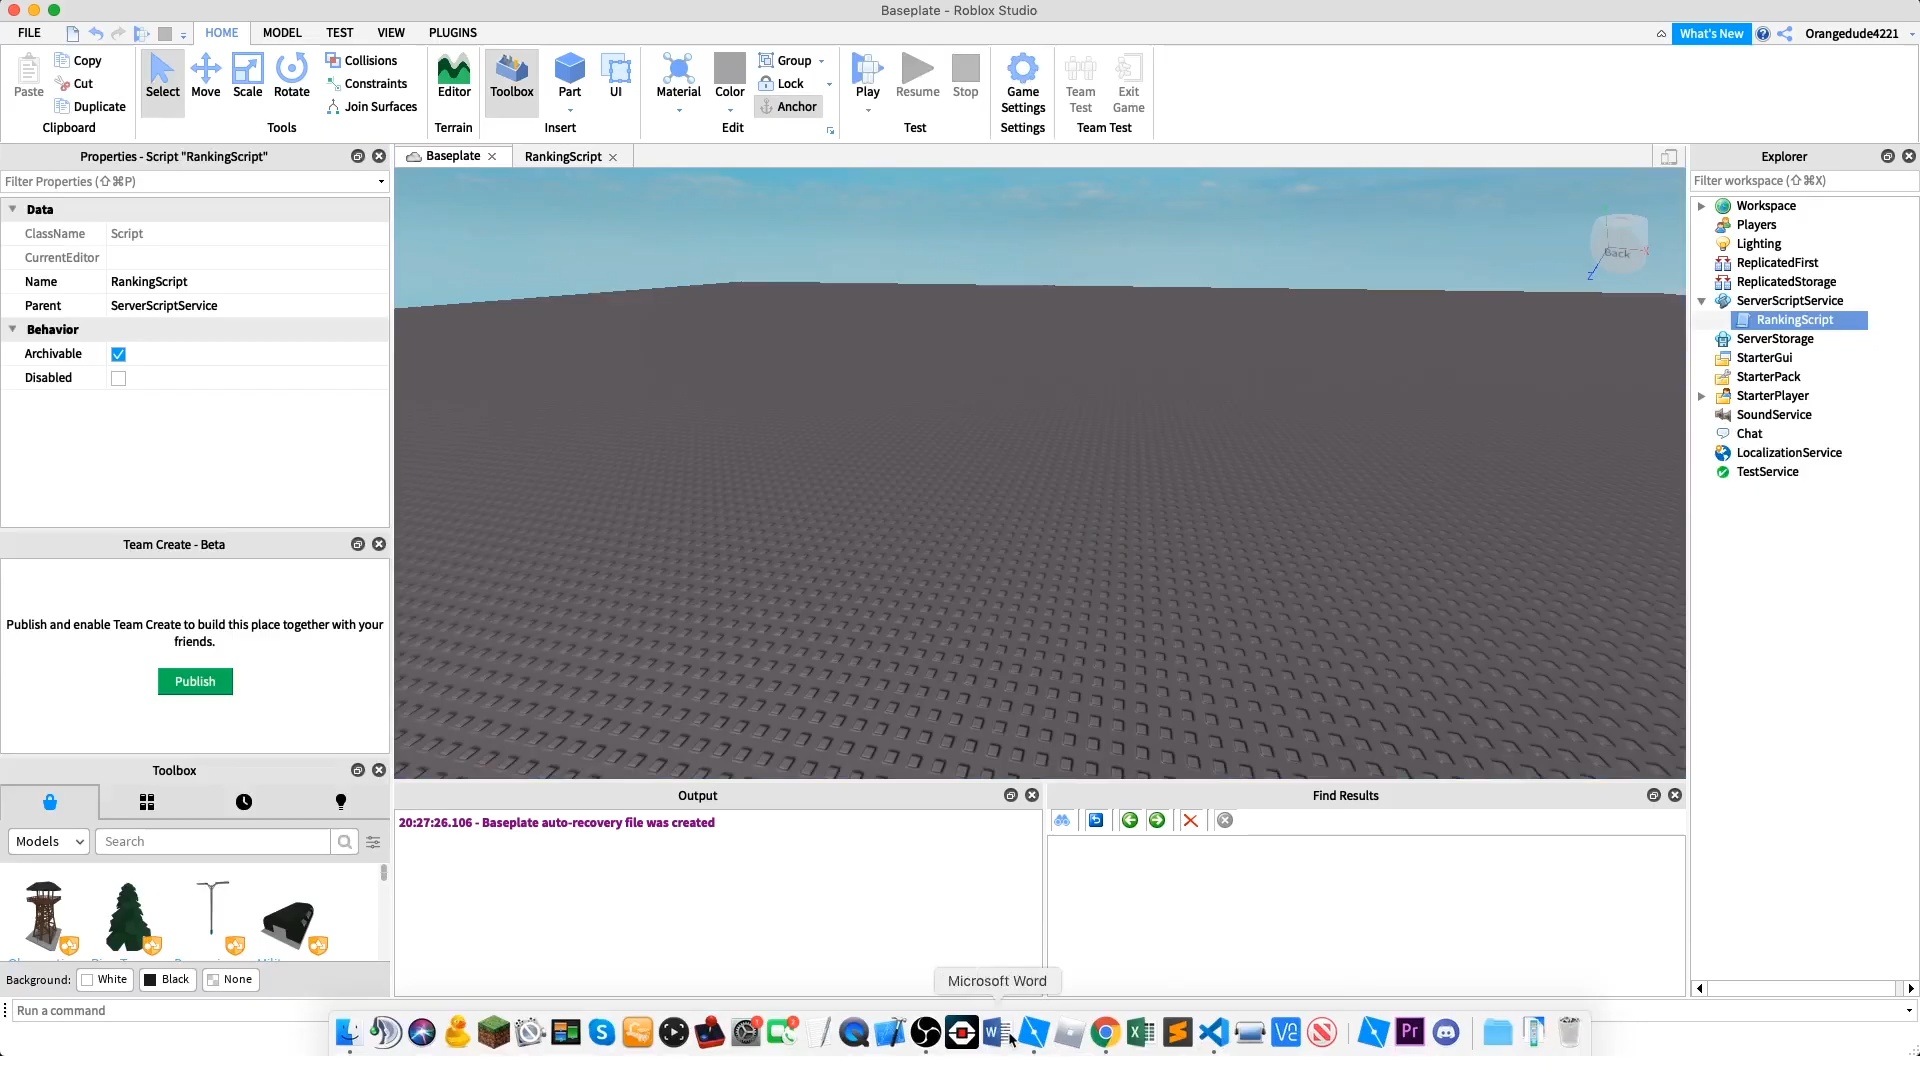 Baseplate - Roblox Studio
FILE HOME MODEL TEST VIEW PLUGINS What's New Orangedude4221
Paste Copy Cut Duplicate Clipboard
Select Move Scale Rotate Collisions Constraints Join Surfaces Tools
Editor Terrain
Toolbox Part UI Insert
Material Color Group Lock Anchor Edit
Play Resume Stop Test
Game Settings Settings
Team Test Exit Game Team Test
Properties - Script "RankingScript"
Filter Properties (⇧⌘P)
Data
ClassName Script
CurrentEditor
Name RankingScript
Parent ServerScriptService
Behavior
Archivable
Disabled
Team Create - Beta
Publish and enable Team Create to build this place together with your
friends.
Publish
Toolbox
Models Search
Background: White Black None
Run a command
Baseplate RankingScript
Back
X
Z
Output
20:27:26.106 - Baseplate auto-recovery file was created
Find Results
Microsoft Word
Explorer
Filter workspace (⇧⌘X)
Workspace
Players
Lighting
ReplicatedFirst
ReplicatedStorage
ServerScriptService
RankingScript
ServerStorage
StarterGui
StarterPack
StarterPlayer
SoundService
Chat
LocalizationService
TestService